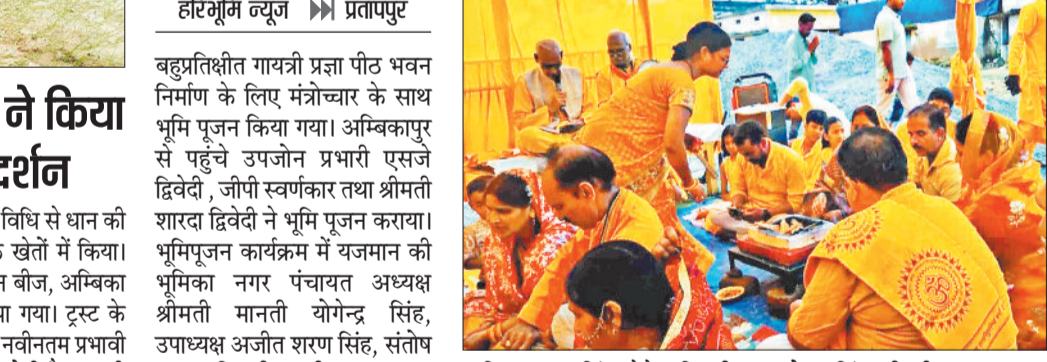 ने किया
दर्शन
विधि से धान की
खेतों में किया।
बीज, अम्बिका
गया। ट्रस्ट के
नवीनतम प्रभावी
हरिभूमि न्यूज प्रतापपुर
बहुप्रतिक्षीत गायत्री प्रज्ञा पीठ भवन
निर्माण के लिए मंत्रोच्चार के साथ
भूमि पूजन किया गया। अम्बिकापुर
से पहुंचे उपजोन प्रभारी एसजे
द्विवेदी , जीपी स्वर्णकार तथा श्रीमती
शारदा द्विवेदी ने भूमि पूजन कराया।
भूमिपूजन कार्यक्रम में यजमान की
भूमिका नगर पंचायत अध्यक्ष
श्रीमती मानती योगेन्द्र सिंह,
उपाध्यक्ष अजीत शरण सिंह, संतोष